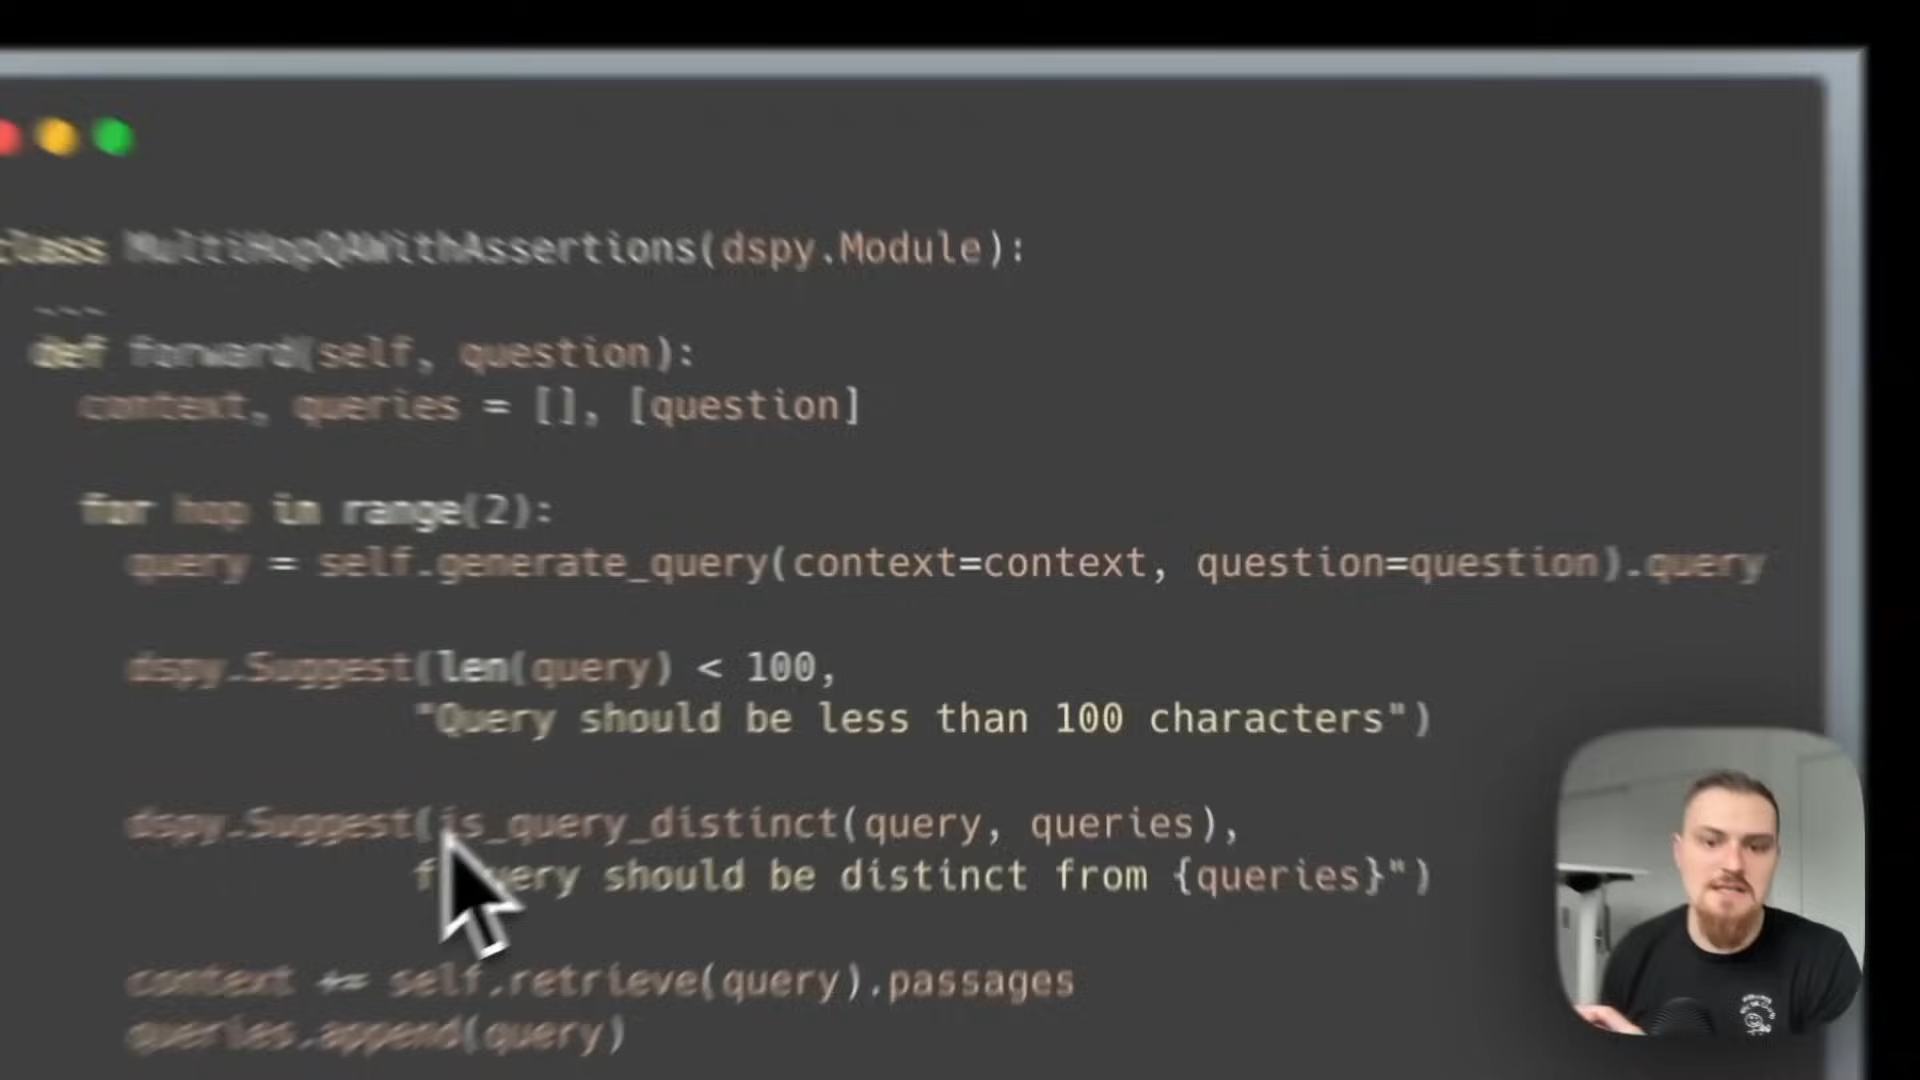 class MultiHopQAWithAssertions(dspy.Module):
~~~
def forward(self, question):
context, queries = [], [question]
for hop in range(2):
query = self.generate_query(context=context, question=question).query
dspy.Suggest(len(query) < 100,
"Query should be less than 100 characters")
dspy.Suggest(is_query_distinct(query, queries),
should be distinct from {queries}")
context += self.retrieve(query).passages
queries.append(query)